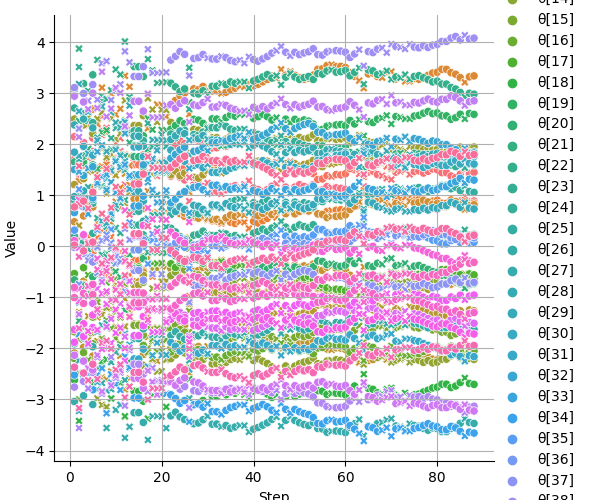 θ[14]
θ[15]
θ[16]
θ[17]
θ[18]
θ[19]
θ[20]
θ[21]
θ[22]
θ[23]
θ[24]
θ[25]
θ[26]
θ[27]
θ[28]
θ[29]
θ[30]
θ[31]
θ[32]
θ[33]
θ[34]
θ[35]
θ[36]
θ[37]
θ[38]
Value
4
3
2
1
0
−1
−2
−3
−4
0 20 40 60 80
Step